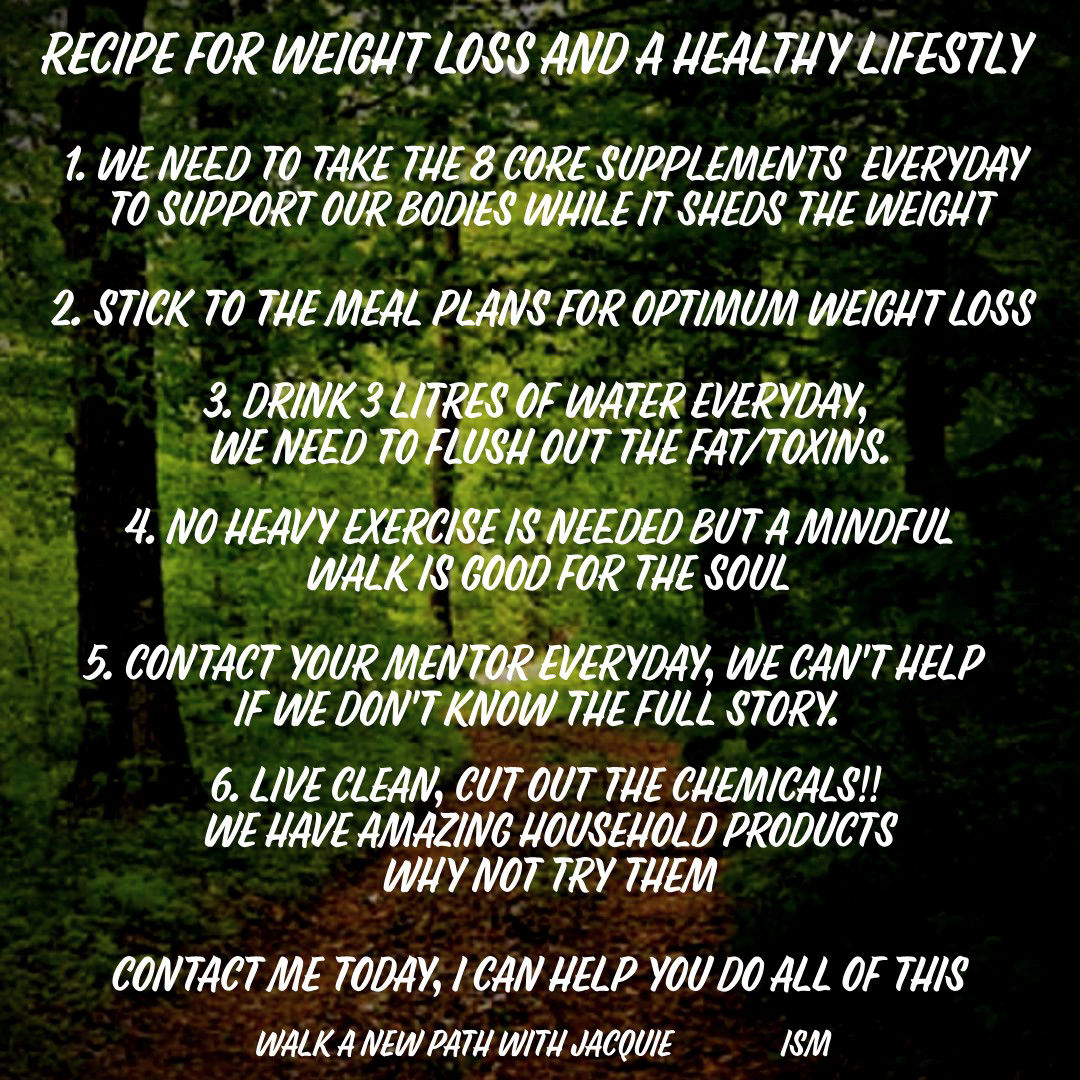 RECIPE FOR WEIGHT LOSS AND A HEALTHY LIFESTLY
1. WE NEED TO TAKE THE 8 CORE SUPPLEMENTS EVERYDAY
TO SUPPORT OUR BODIES WHILE IT SHEDS THE WEIGHT
2. STICK TO THE MEAL PLANS FOR OPTIMUM WEIGHT LOSS
3. DRINK 3 LITRES OF WATER EVERYDAY,
WE NEED TO FLUSH OUT THE FAT/TOXINS.
4. NO HEAVY EXERCISE IS NEEDED BUT A MINDFUL
WALK IS GOOD FOR THE SOUL
5. CONTACT YOUR MENTOR EVERYDAY, WE CAN'T HELP
IF WE DON'T KNOW THE FULL STORY.
6. LIVE CLEAN, CUT OUT THE CHEMICALS!!
WE HAVE AMAZING HOUSEHOLD PRODUCTS
WHY NOT TRY THEM
CONTACT ME TODAY, I CAN HELP YOU DO ALL OF THIS
WALK A NEW PATH WITH JACQUIE ISM